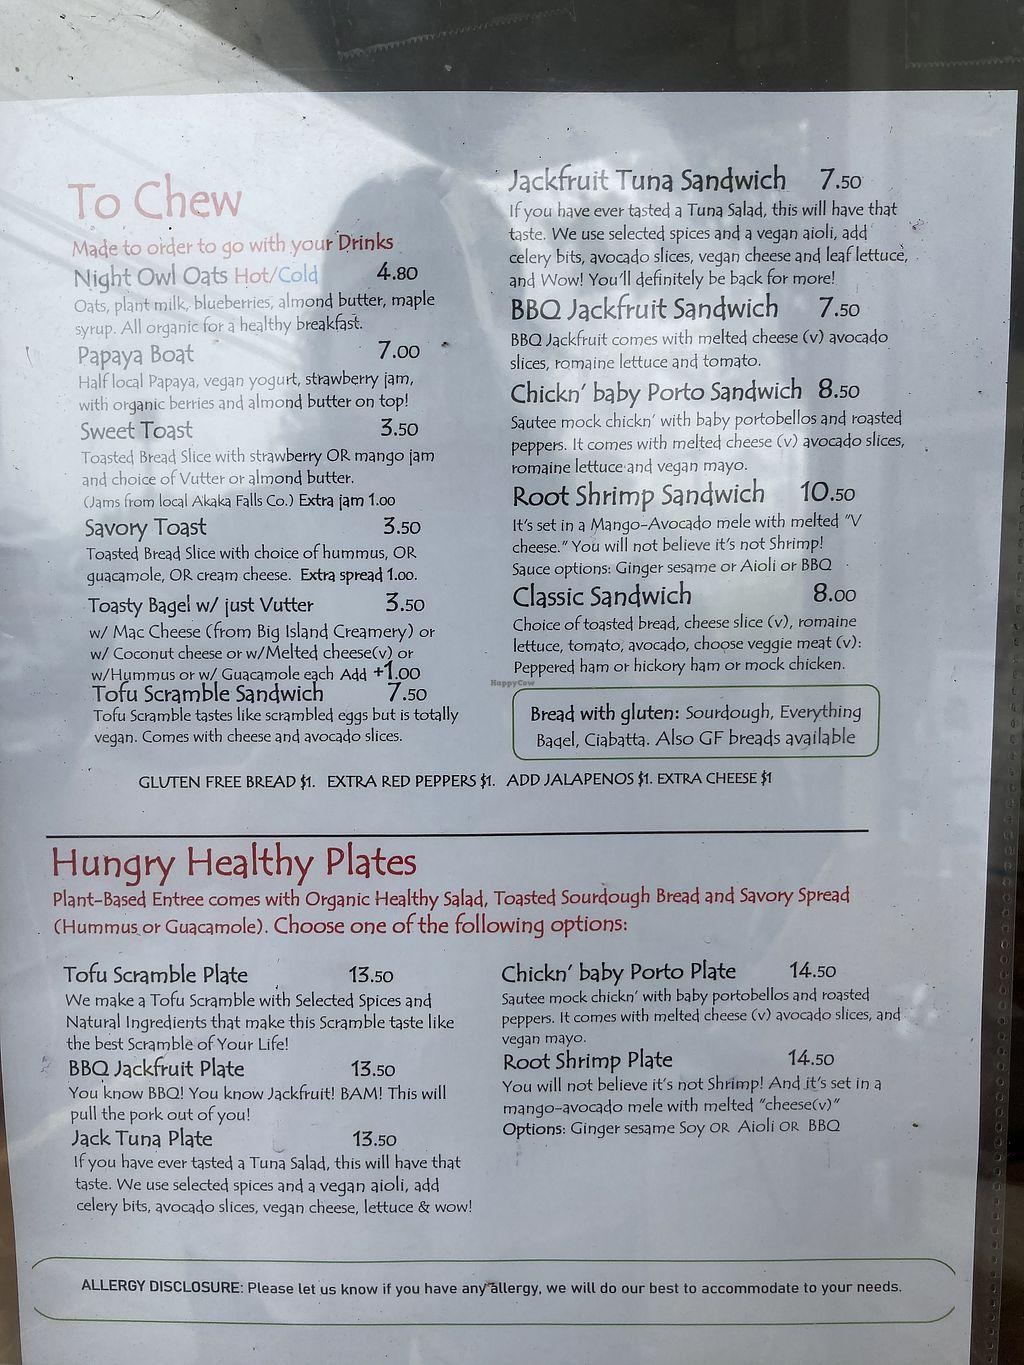 To Chew
Made to order to go with your Drinks
Night Owl Oats Hot/Cold 4.80
Oats, plant milk, blueberries, almond butter, maple
syrup. All organic for a healthy breakfast.
Papaya Boat 7.00
Half local Papaya, vegan yogurt, strawberry jam,
with organic berries and almond butter on top!
Sweet Toast 3.50
Toasted Bread Slice with strawberry OR mango jam
and choice of Vutter or almond butter.
(Jams from local Akaka Falls Co.) Extra jam 1.00
Savory Toast 3.50
Toasted Bread Slice with choice of hummus, OR
guacamole, OR cream cheese. Extra spread 1.00.
Toasty Bagel w/ just Vutter 3.50
w/ Mac Cheese (from Big Island Creamery) or
w/ Coconut cheese or w/Melted cheese(v) or
w/Hummus or w/ Guacamole each Add +1.00
Tofu Scramble Sandwich 7.50
Tofu Scramble tastes like scrambled eggs but is totally
vegan. Comes with cheese and avocado slices.
Jackfruit Tuna Sandwich 7.50
If you have ever tasted a Tuna Salad, this will have that
taste. We use selected spices and a vegan aioli, add
celery bits, avocado slices, vegan cheese and leaf lettuce,
and Wow! You'll definitely be back for more!
BBQ Jackfruit Sandwich 7.50
BBQ Jackfruit comes with melted cheese (v) avocado
slices, romaine lettuce and tomato.
Chickn' baby Porto Sandwich 8.50
Sautee mock chickn' with baby portobellos and roasted
peppers. It comes with melted cheese (v) avocado slices,
romaine lettuce and vegan mayo.
Root Shrimp Sandwich 10.50
It's set in a Mango-Avocado mele with melted "V
cheese." You will not believe it's not Shrimp!
Sauce options: Ginger sesame or Aioli or BBQ
Classic Sandwich 8.00
Choice of toasted bread, cheese slice (v), romaine
lettuce, tomato, avocado, choose veggie meat (v):
Peppered ham or hickory ham or mock chicken.
HappyCow
Bread with gluten: Sourdough, Everything
Bagel, Ciabatta. Also GF breads available
GLUTEN FREE BREAD $1. EXTRA RED PEPPERS $1. ADD JALAPENOS $1. EXTRA CHEESE $1
Hungry Healthy Plates
Plant-Based Entree comes with Organic Healthy Salad, Toasted Sourdough Bread and Savory Spread
(Hummus or Guacamole). Choose one of the following options:
Tofu Scramble Plate 13.50
We make a Tofu Scramble with Selected Spices and
Natural Ingredients that make this Scramble taste like
the best Scramble of Your Life!
BBQ Jackfruit Plate 13.50
You know BBQ! You know Jackfruit! BAM! This will
pull the pork out of you!
Jack Tuna Plate 13.50
If you have ever tasted a Tuna Salad, this will have that
taste. We use selected spices and a vegan aioli, add
celery bits, avocado slices, vegan cheese, lettuce & wow!
Chickn' baby Porto Plate 14.50
Sautee mock chickn' with baby portobellos and roasted
peppers. It comes with melted cheese (v) avocado slices, and
vegan mayo.
Root Shrimp Plate 14.50
You will not believe it's not Shrimp! And it's set in a
mango-avocado mele with melted "cheese(v)"
Options: Ginger sesame Soy OR Aioli OR BBQ
ALLERGY DISCLOSURE: Please let us know if you have any allergy, we will do our best to accommodate to your needs.